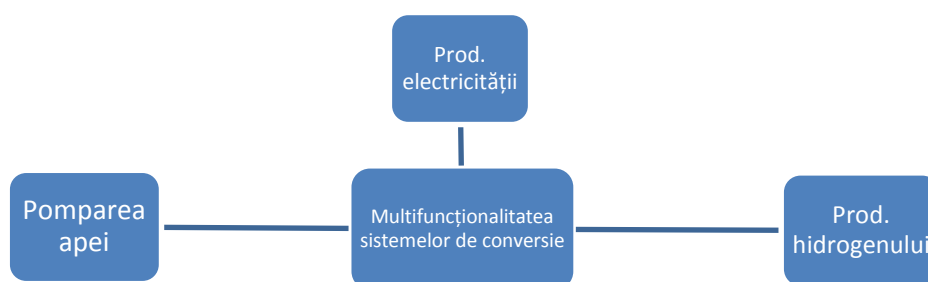 Prod.
electricității
Pomparea
apei
Multifuncționalitatea
sistemelor de conversie
Prod.
hidrogenului